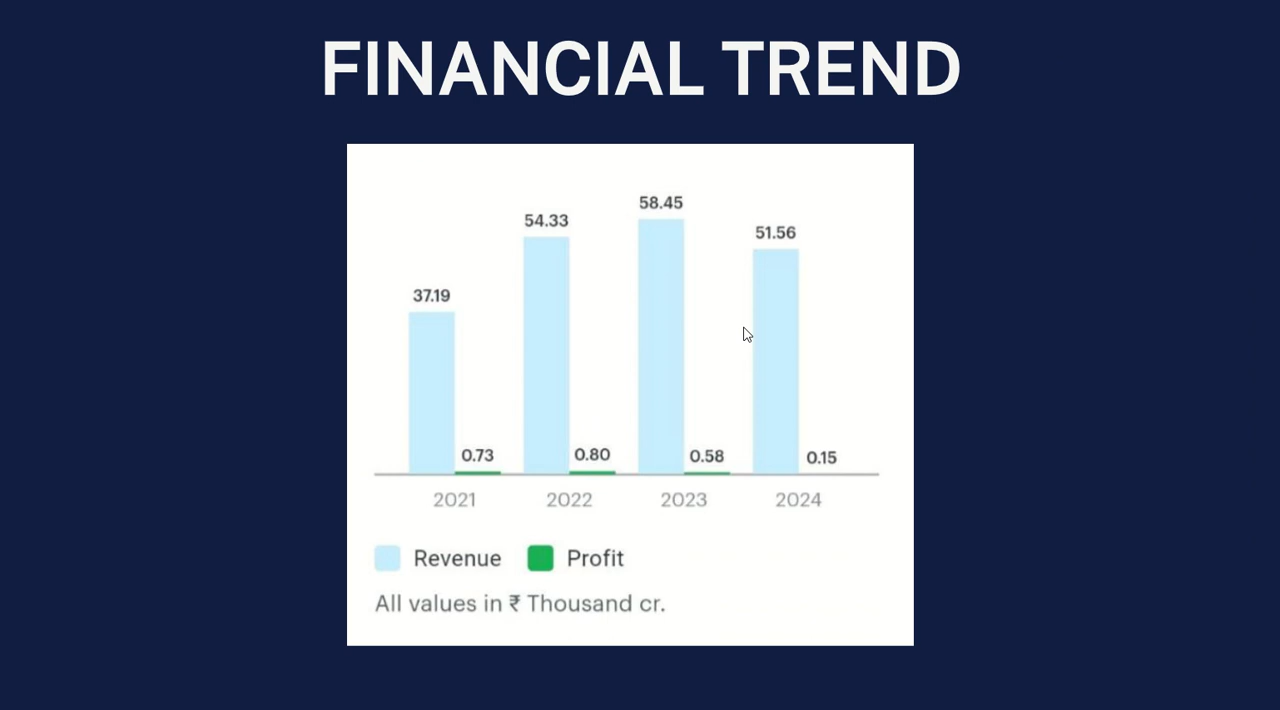 FINANCIAL TREND
58.45
54.33
51.56
37.19
0.73
0.80
0.58
0.15
2021 2022 2023 2024
Revenue Profit
All values in ₹ Thousand cr.